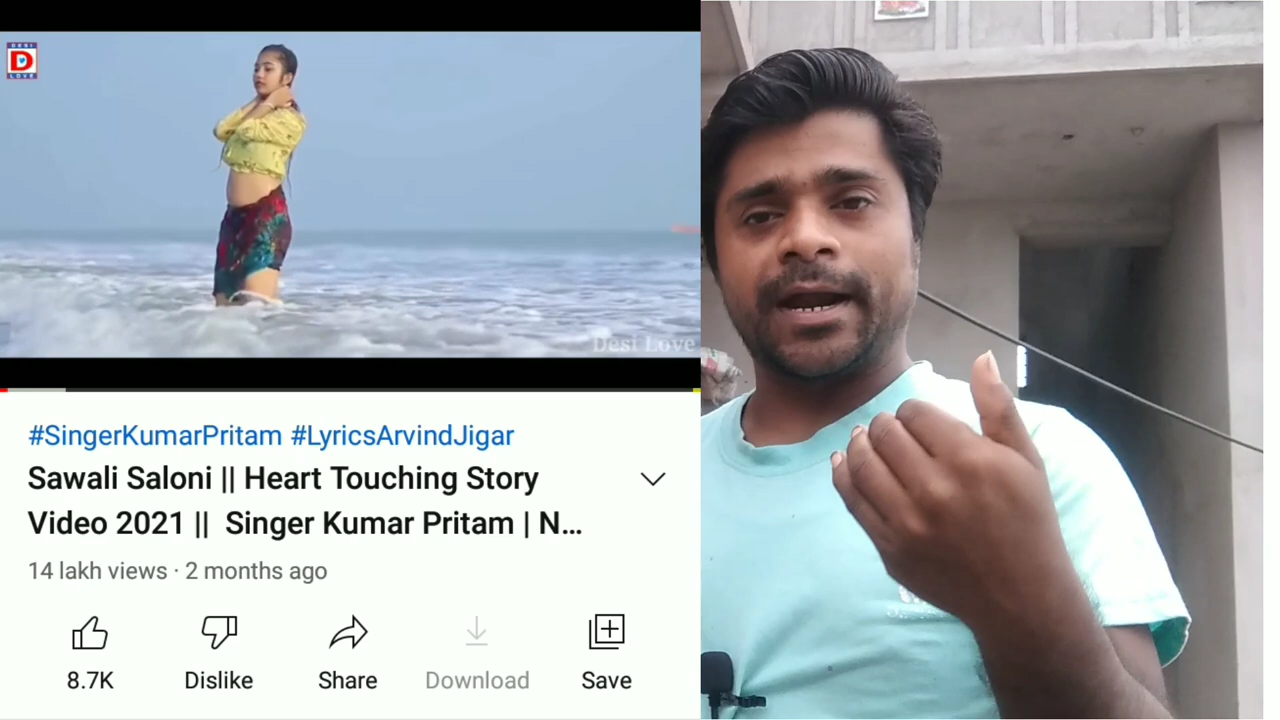 DESI
D
LOVE
Desi Love
#SingerKumarPritam #LyricsArvindJigar
Sawali Saloni || Heart Touching Story
Video 2021 || Singer Kumar Pritam | N...
14 lakh views · 2 months ago
8.7K Dislike Share Download Save